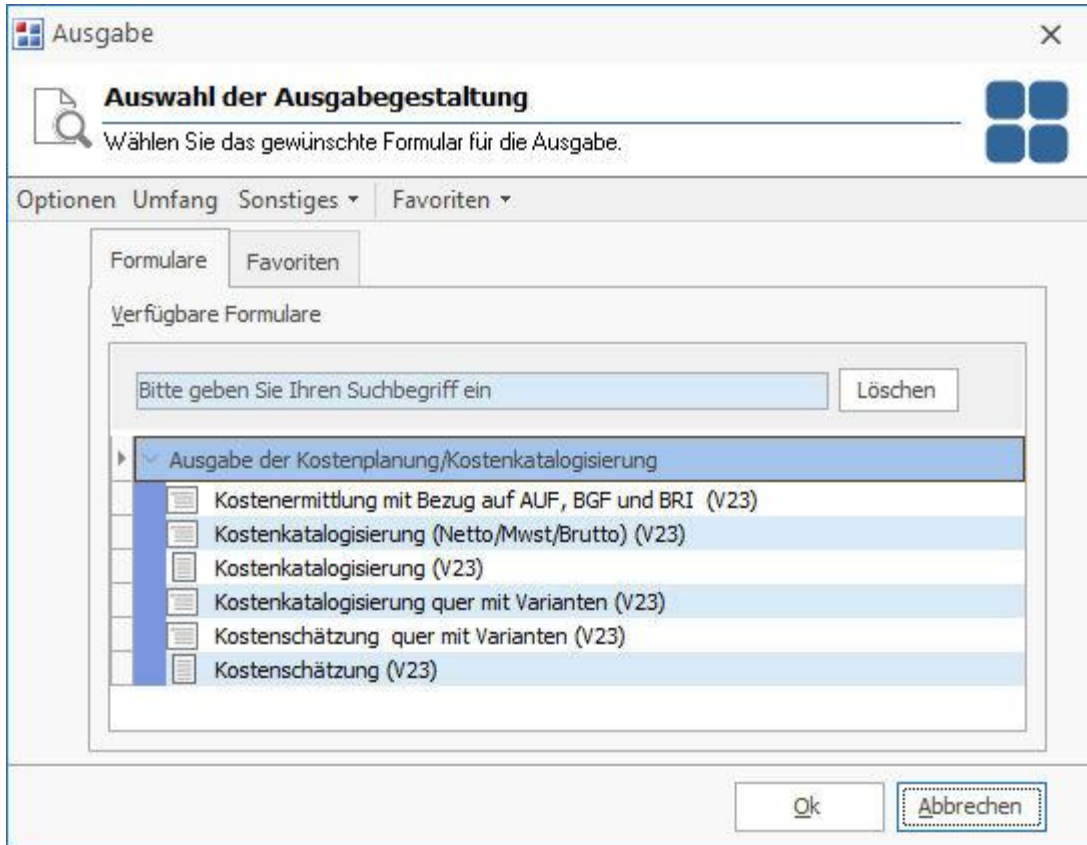 Ausgabe
Auswahl der Ausgabegestaltung
Wählen Sie das gewünschte Formular für die Ausgabe.
Optionen Umfang Sonstiges Favoriten
Formulare Favoriten
Verfügbare Formulare
Bitte geben Sie Ihren Suchbegriff ein Löschen
Ausgabe der Kostenplanung/Kostenkatalogisierung
Kostenermittlung mit Bezug auf AUF, BGF und BRI (V23)
Kostenkatalogisierung (Netto/Mwst/Brutto) (V23)
Kostenkatalogisierung (V23)
Kostenkatalogisierung quer mit Varianten (V23)
Kostenschätzung quer mit Varianten (V23)
Kostenschätzung (V23)
Ok Abbrechen